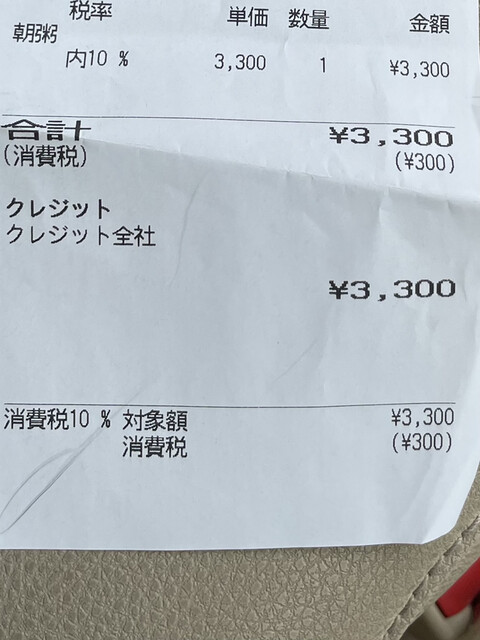 税率 単価 数量 金額
朝粥
内10 % 3,300 1 ¥3,300
合計 ¥3,300
(消費税) (¥300)
クレジット
クレジット全社
¥3,300
消費税10 % 対象額 ¥3,300
消費税 (¥300)